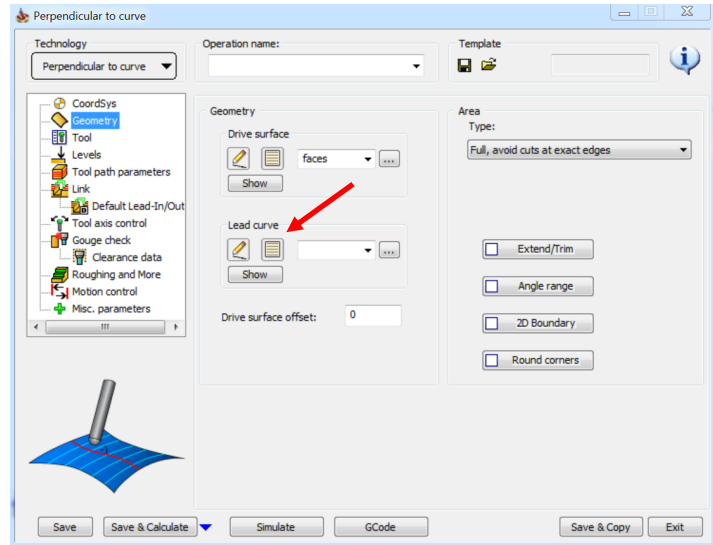 Perpendicular to curve
Technology
Perpendicular to curve
Operation name:
Template
CoordSys
Geometry
Tool
Levels
Tool path parameters
Link
Default Lead-In/Out
Tool axis control
Gouge check
Clearance data
Roughing and More
Motion control
Misc. parameters
Geometry
Drive surface
faces
...
Show
Lead curve
...
Show
Drive surface offset:
0
Area
Type:
Full, avoid cuts at exact edges
Extend/Trim
Angle range
2D Boundary
Round corners
Save
Save & Calculate
Simulate
GCode
Save & Copy
Exit